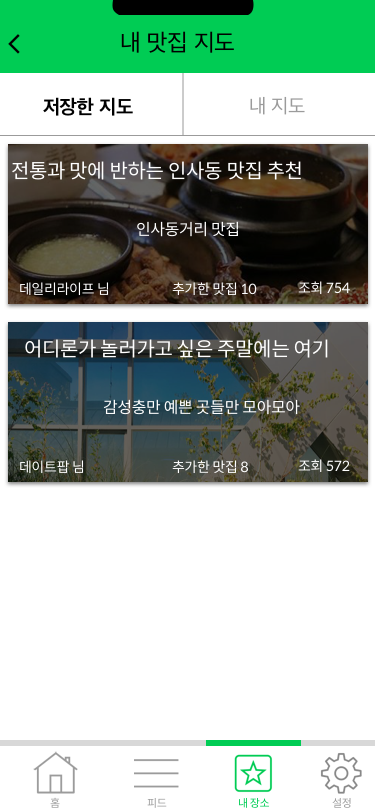 내 맛집 지도
저장한 지도
내 지도
전통과 맛에 반하는 인사동 맛집 추천
인사동거리 맛집
데일리라이프 님
추가한 맛집 10
조회 754
어디론가 놀러가고 싶은 주말에는 여기
감성충만 예쁜 곳들만 모아모아
데이트팝 님
추가한 맛집 8
조회 572
홈
피드
내 장소
설정